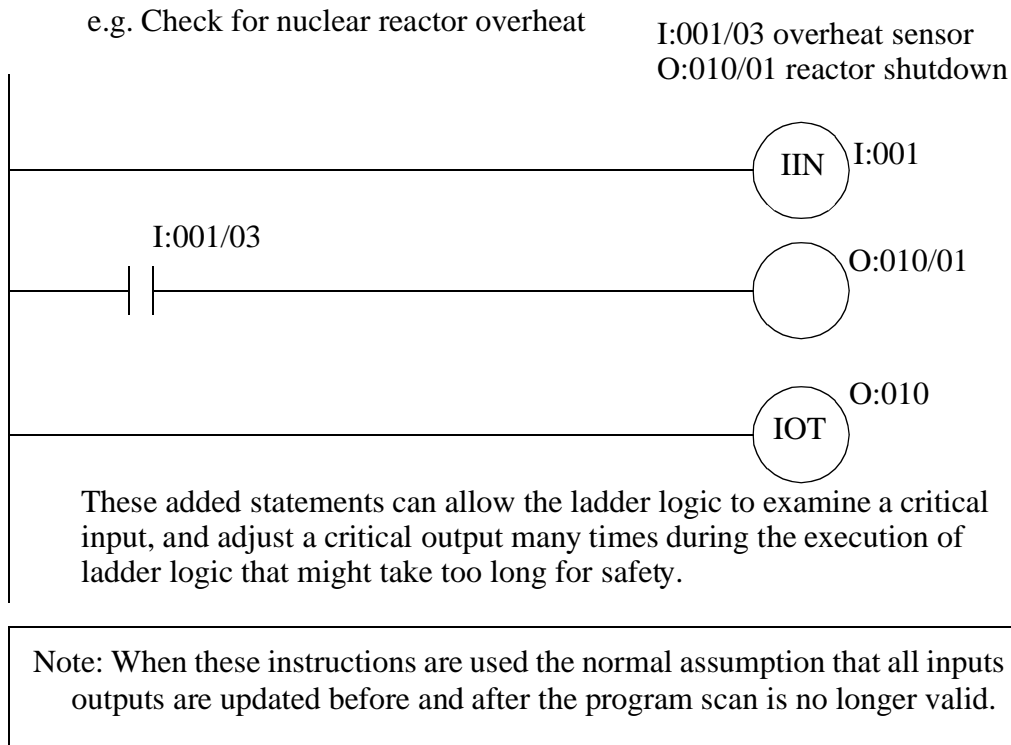 e.g. Check for nuclear reactor overheat
I:001/03 overheat sensor
O:010/01 reactor shutdown
IIN
I:001
I:001/03
O:010/01
O:010
IOT
These added statements can allow the ladder logic to examine a critical
input, and adjust a critical output many times during the execution of
ladder logic that might take too long for safety.
Note: When these instructions are used the normal assumption that all inputs
outputs are updated before and after the program scan is no longer valid.